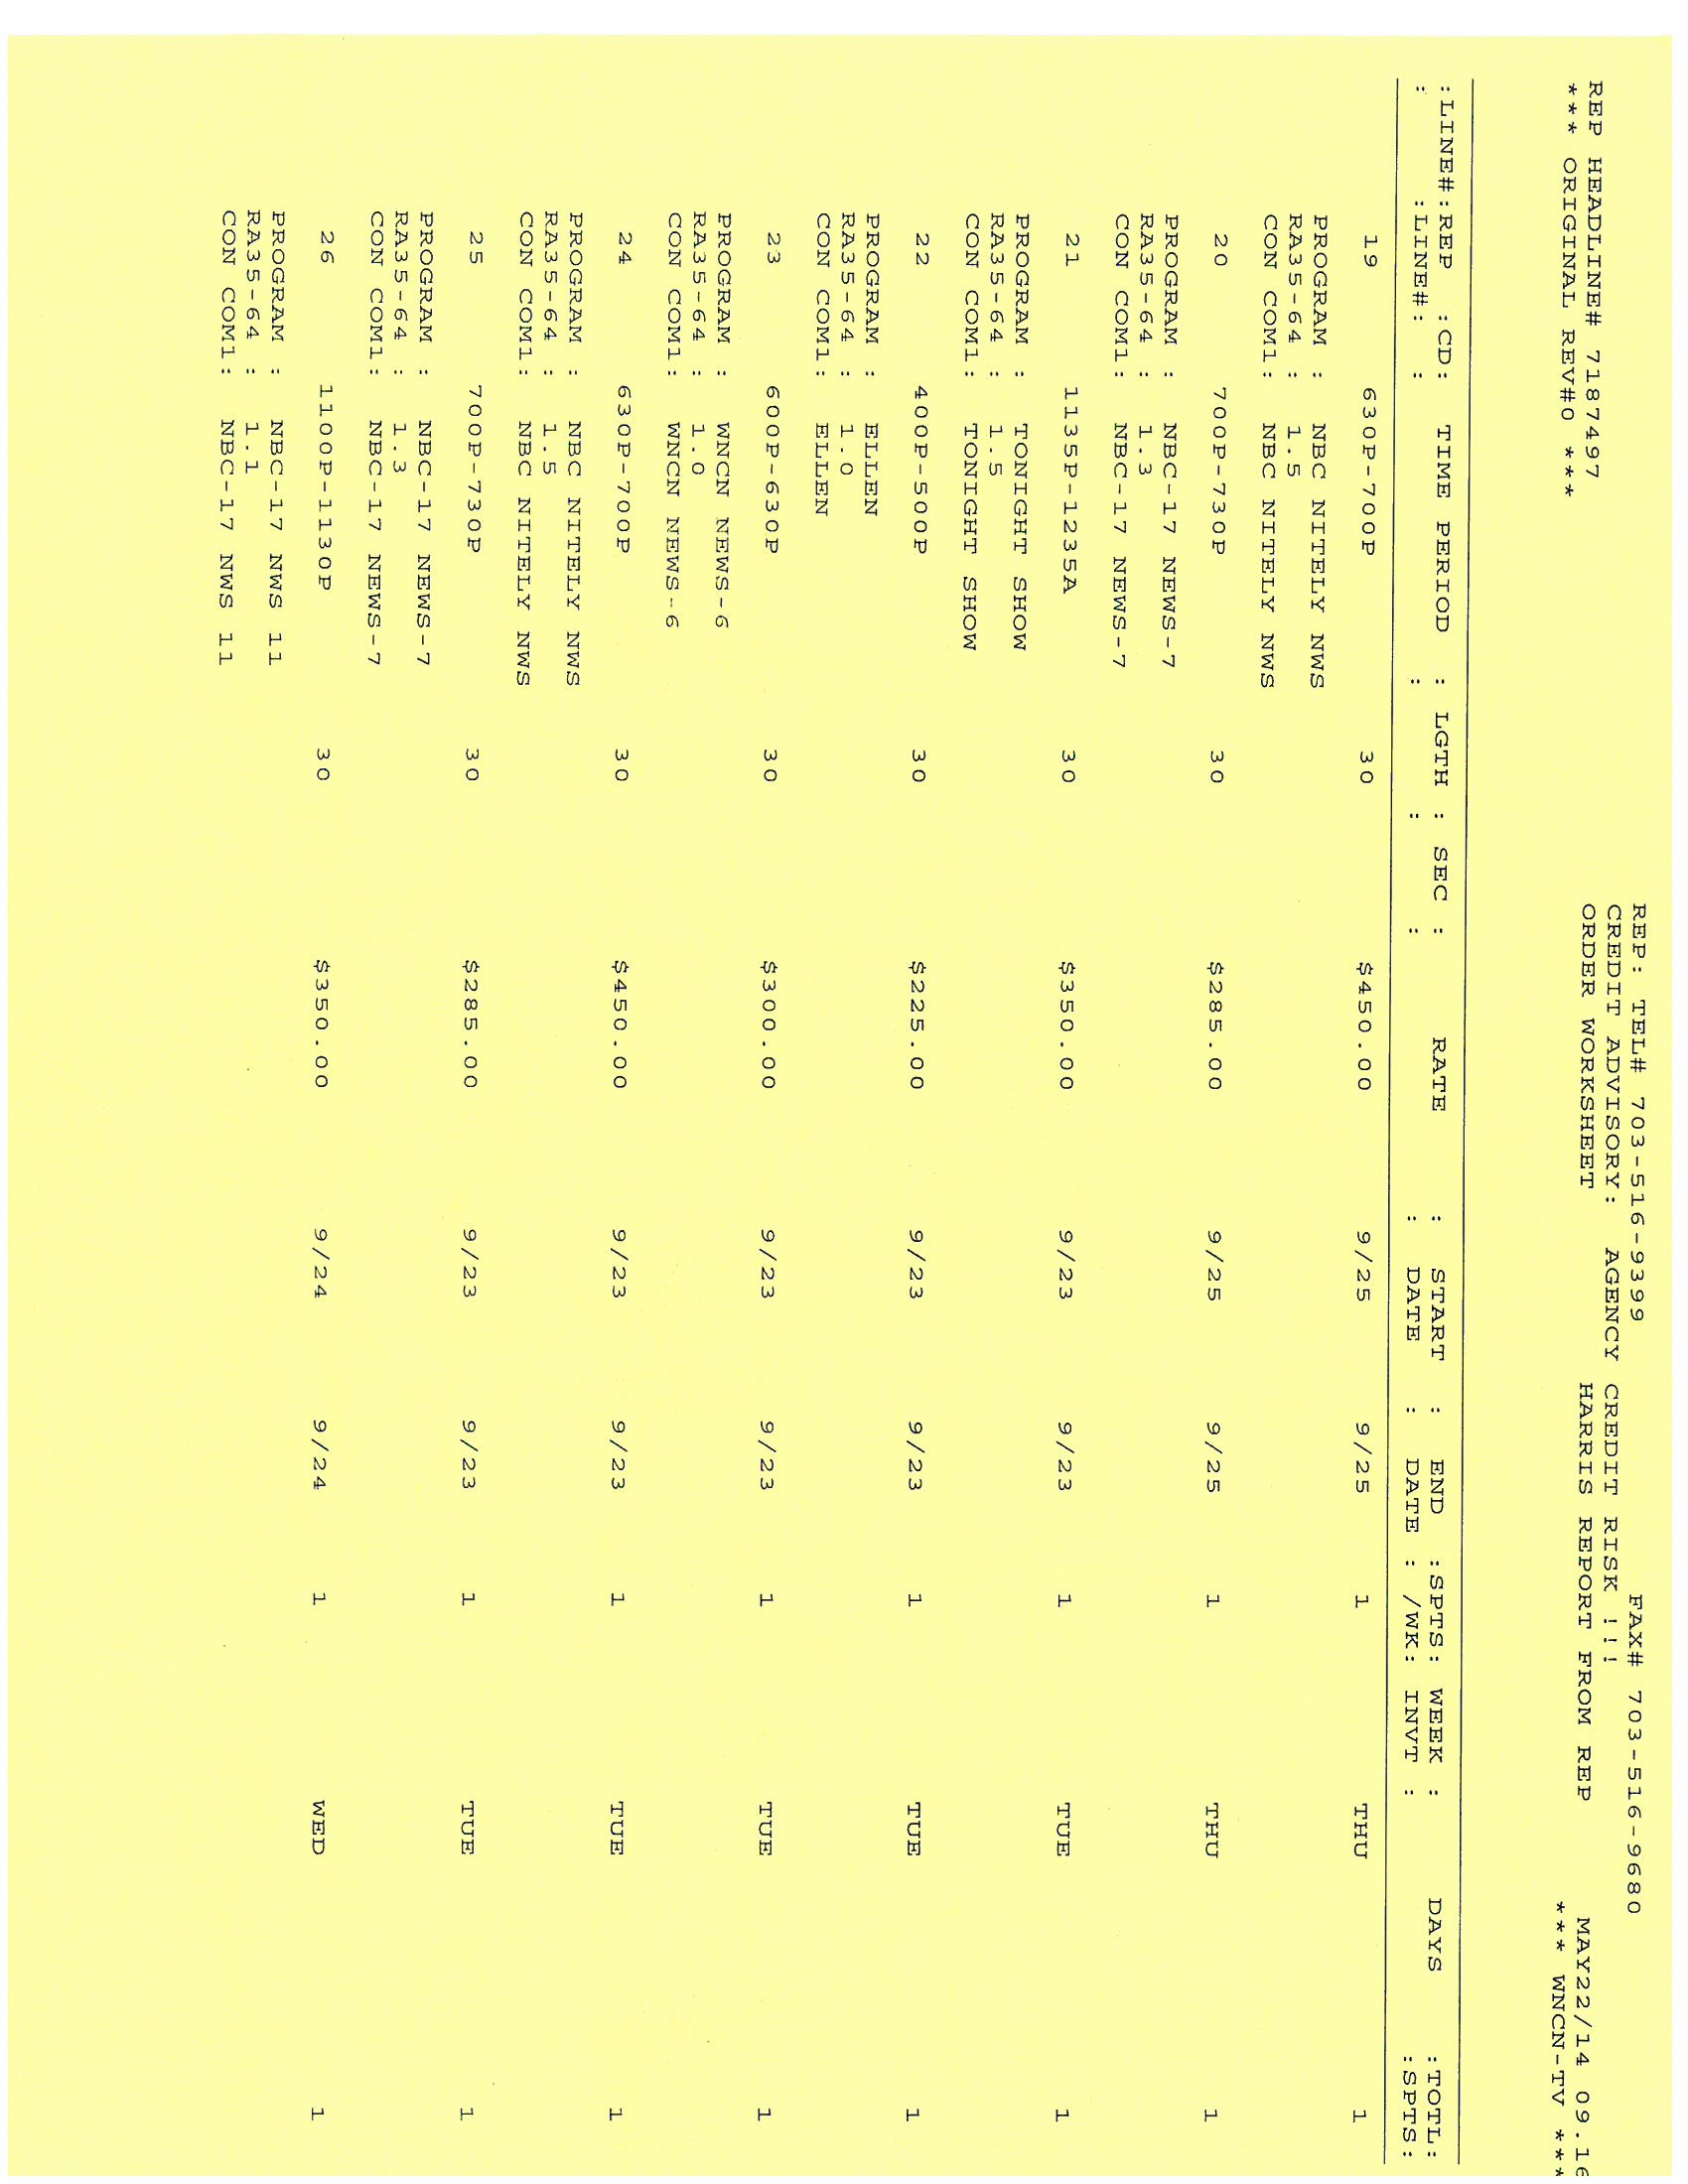 REP: TEL# 703-516-9399 FAX# 703-516-9680
CREDIT ADVISORY: AGENCY CREDIT RISK !!!
REP HEADLINE# 7187497 ORDER WORKSHEET HARRIS REPORT FROM REP MAY22/14 09.16
*** ORIGINAL REV#0 *** *** WNCN-TV ***
:LINE#:REP :CD: TIME PERIOD : LGTH : SEC : RATE : START : END :SPTS: WEEK : DAYS :TOTL:
: :LINE#: : : : : : DATE : DATE : /WK: INVT : :SPTS:
19 630P-700P 30 $450.00 9/25 9/25 1 THU 1
PROGRAM : NBC NITELY NWS
RA35-64 : 1.5
CON COM1: NBC NITELY NWS
20 700P-730P 30 $285.00 9/25 9/25 1 THU 1
PROGRAM : NBC-17 NEWS-7
RA35-64 : 1.3
CON COM1: NBC-17 NEWS-7
21 1135P-1235A 30 $350.00 9/23 9/23 1 TUE 1
PROGRAM : TONIGHT SHOW
RA35-64 : 1.5
CON COM1: TONIGHT SHOW
22 400P-500P 30 $225.00 9/23 9/23 1 TUE 1
PROGRAM : ELLEN
RA35-64 : 1.0
CON COM1: ELLEN
23 600P-630P 30 $300.00 9/23 9/23 1 TUE 1
PROGRAM : WNCN NEWS-6
RA35-64 : 1.0
CON COM1: WNCN NEWS-6
24 630P-700P 30 $450.00 9/23 9/23 1 TUE 1
PROGRAM : NBC NITELY NWS
RA35-64 : 1.5
CON COM1: NBC NITELY NWS
25 700P-730P 30 $285.00 9/23 9/23 1 TUE 1
PROGRAM : NBC-17 NEWS-7
RA35-64 : 1.3
CON COM1: NBC-17 NEWS-7
26 1100P-1130P 30 $350.00 9/24 9/24 1 WED 1
PROGRAM : NBC-17 NWS 11
RA35-64 : 1.1
CON COM1: NBC-17 NWS 11